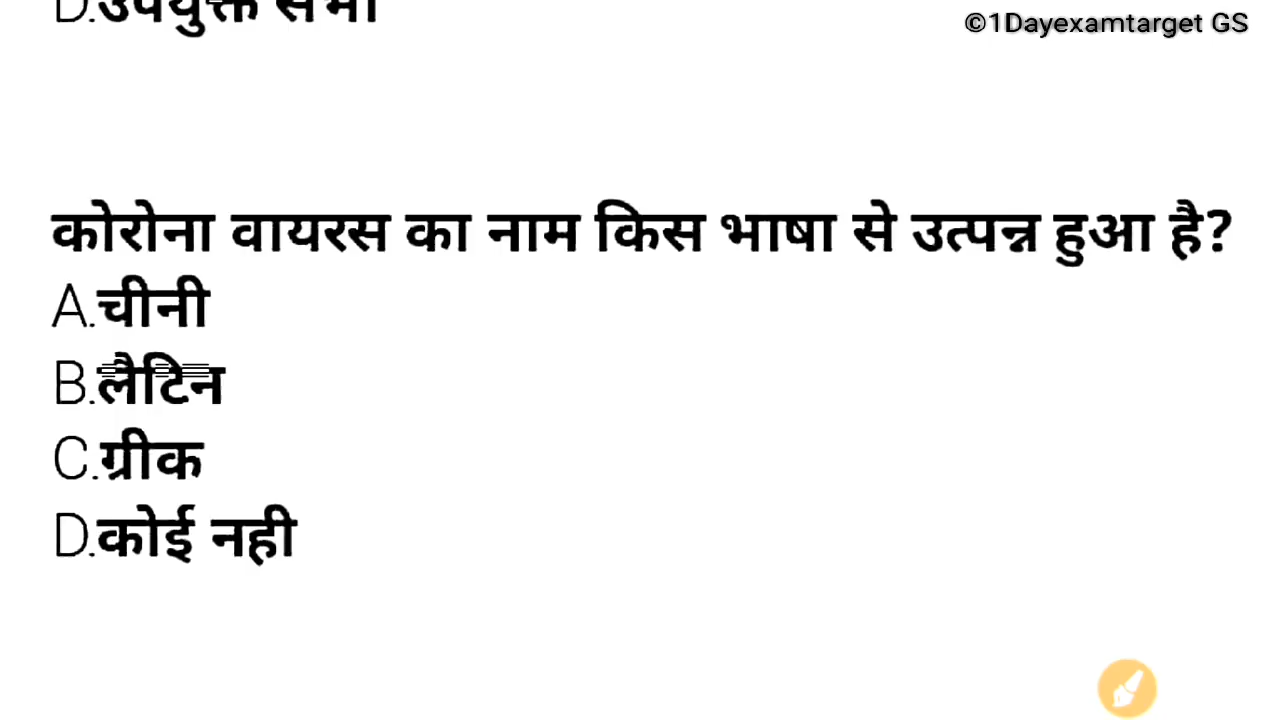 D.उपर्युक्त सभी
©1Dayexamtarget GS
कोरोना वायरस का नाम किस भाषा से उत्पन्न हुआ है?
A.चीनी
B.लैटिन
C.ग्रीक
D.कोई नही